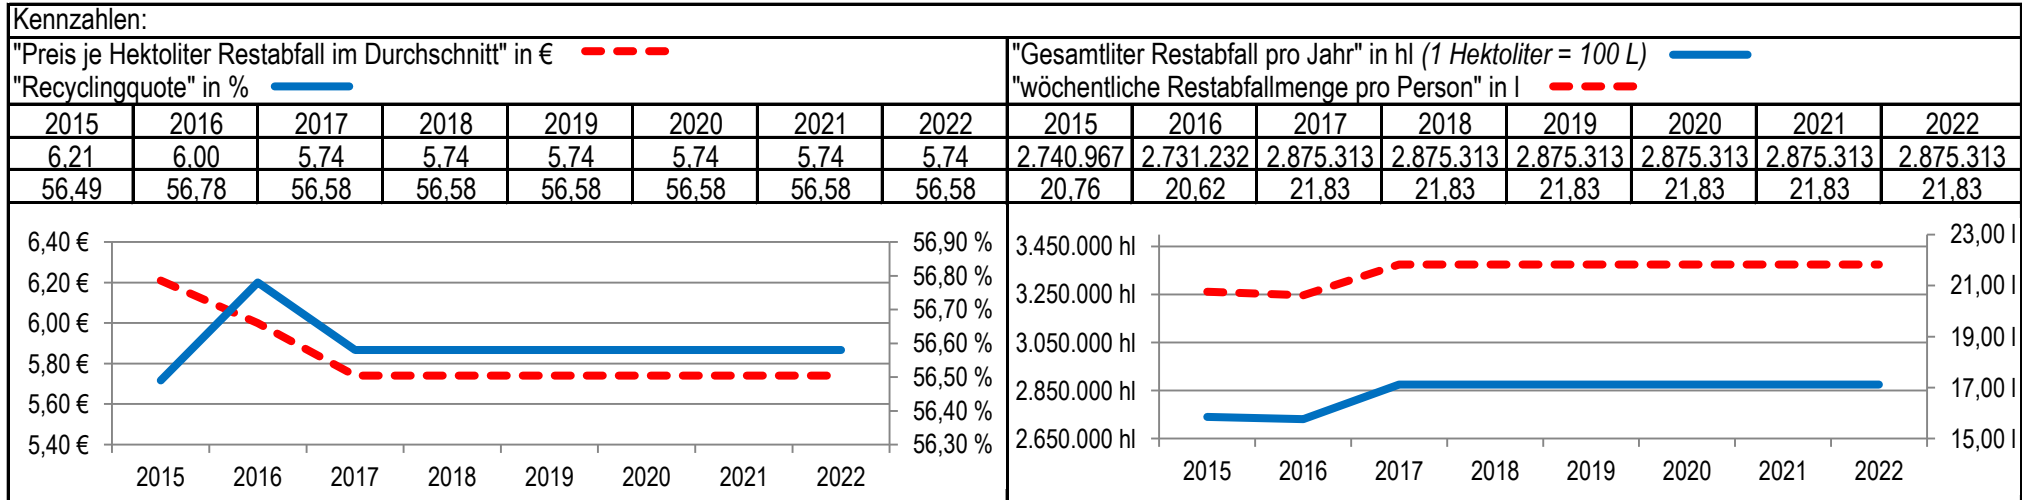 Kennzahlen:
"Preis je Hektoliter Restabfall im Durchschnitt" in €
"Recyclingquote" in %
"Gesamtliter Restabfall pro Jahr" in hl (1 Hektoliter = 100 L)
"wöchentliche Restabfallmenge pro Person" in l
2015 2016 2017 2018 2019 2020 2021 2022
6,21 6,00 5,74 5,74 5,74 5,74 5,74 5,74
56,49 56,78 56,58 56,58 56,58 56,58 56,58 56,58
2015 2016 2017 2018 2019 2020 2021 2022
2.740.967 2.731.232 2.875.313 2.875.313 2.875.313 2.875.313 2.875.313 2.875.313
20,76 20,62 21,83 21,83 21,83 21,83 21,83 21,83
6,40 €
6,20 €
6,00 €
5,80 €
5,60 €
5,40 €
56,90 %
56,80 %
56,70 %
56,60 %
56,50 %
56,40 %
56,30 %
2015 2016 2017 2018 2019 2020 2021 2022
3.450.000 hl
3.250.000 hl
3.050.000 hl
2.850.000 hl
2.650.000 hl
23,00 l
21,00 l
19,00 l
17,00 l
15,00 l
2015 2016 2017 2018 2019 2020 2021 2022